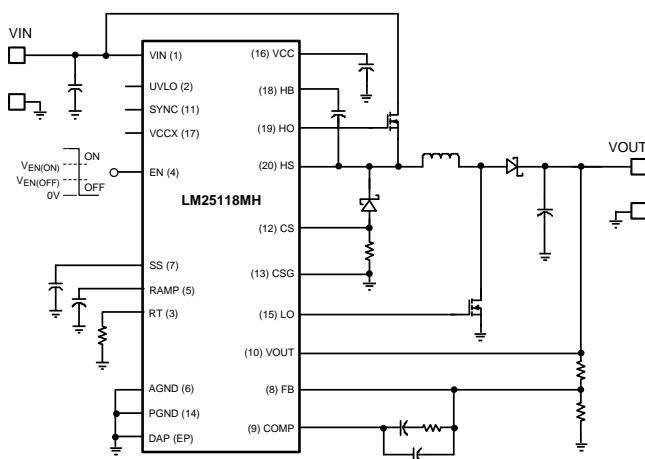 VIN
VIN (1)
UVLO (2)
SYNC (11)
VCCX (17)
ON
VEN(ON)
VEN(OFF)
OFF
0V
EN (4)
LM25118MH
SS (7)
RAMP (5)
RT (3)
AGND (6)
PGND (14)
DAP (EP)
(16) VCC
(18) HB
(19) HO
(20) HS
(12) CS
(13) CSG
(15) LO
(10) VOUT
(8) FB
(9) COMP
VOUT